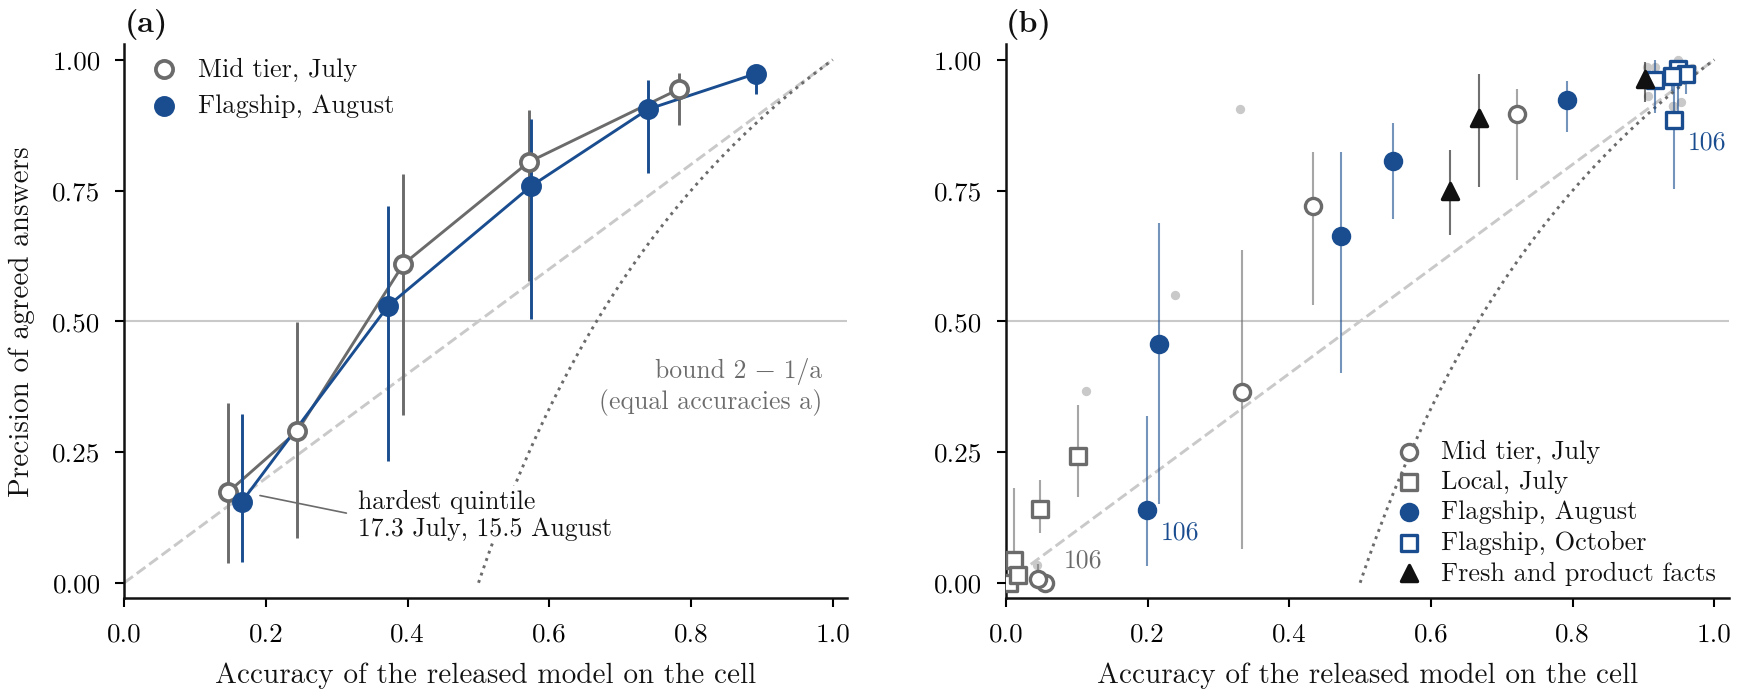 (a)
Mid tier, July
Flagship, August
1.00
0.75
0.50
0.25
0.00
Precision of agreed answers
bound 2 − 1/a
(equal accuracies a)
hardest quintile
17.3 July, 15.5 August
0.0
0.2
0.4
0.6
0.8
1.0
Accuracy of the released model on the cell
(b)
1.00
0.75
0.50
0.25
0.00
106
106
106
Mid tier, July
Local, July
Flagship, August
Flagship, October
Fresh and product facts
0.0
0.2
0.4
0.6
0.8
1.0
Accuracy of the released model on the cell